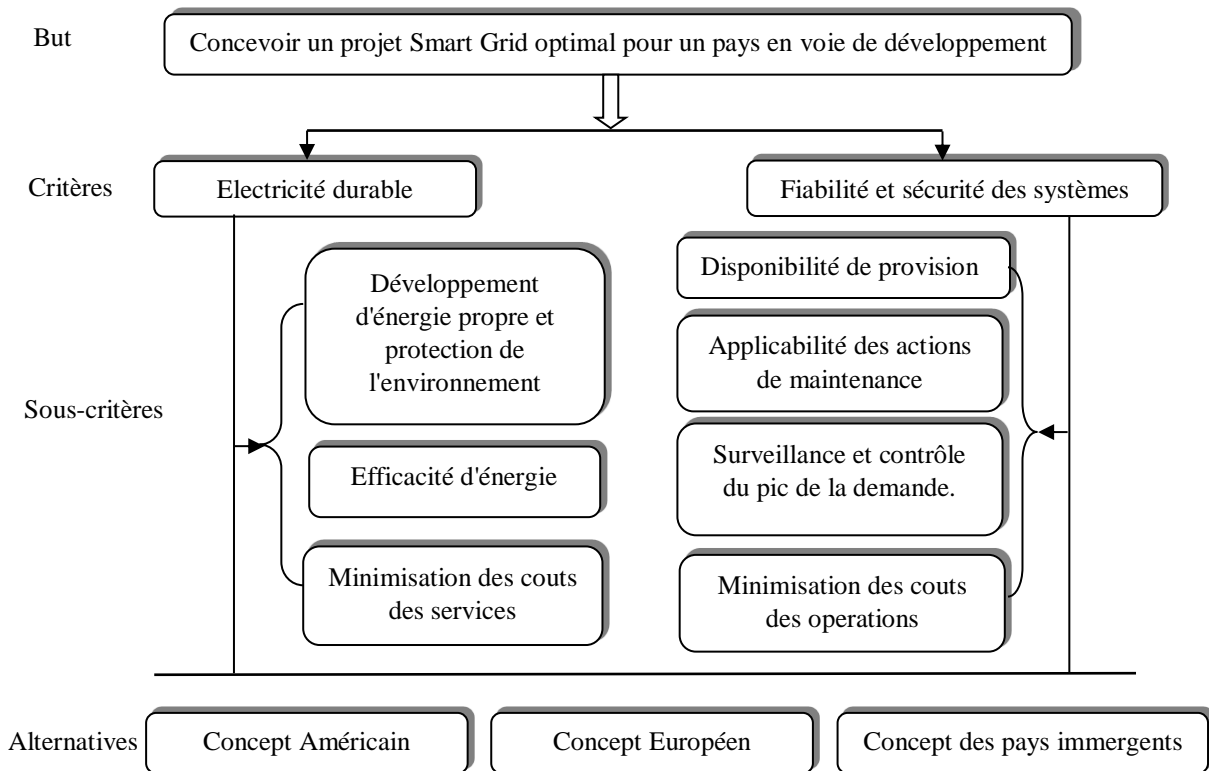 But
Concevoir un projet Smart Grid optimal pour un pays en voie de développement
Critères
Electricité durable
Fiabilité et sécurité des systèmes
Sous-critères
Développement
d'énergie propre et
protection de
l'environnement
Efficacité d'énergie
Minimisation des couts
des services
Disponibilité de provision
Applicabilité des actions
de maintenance
Surveillance et contrôle
du pic de la demande.
Minimisation des couts
des operations
Alternatives
Concept Américain
Concept Européen
Concept des pays immergents